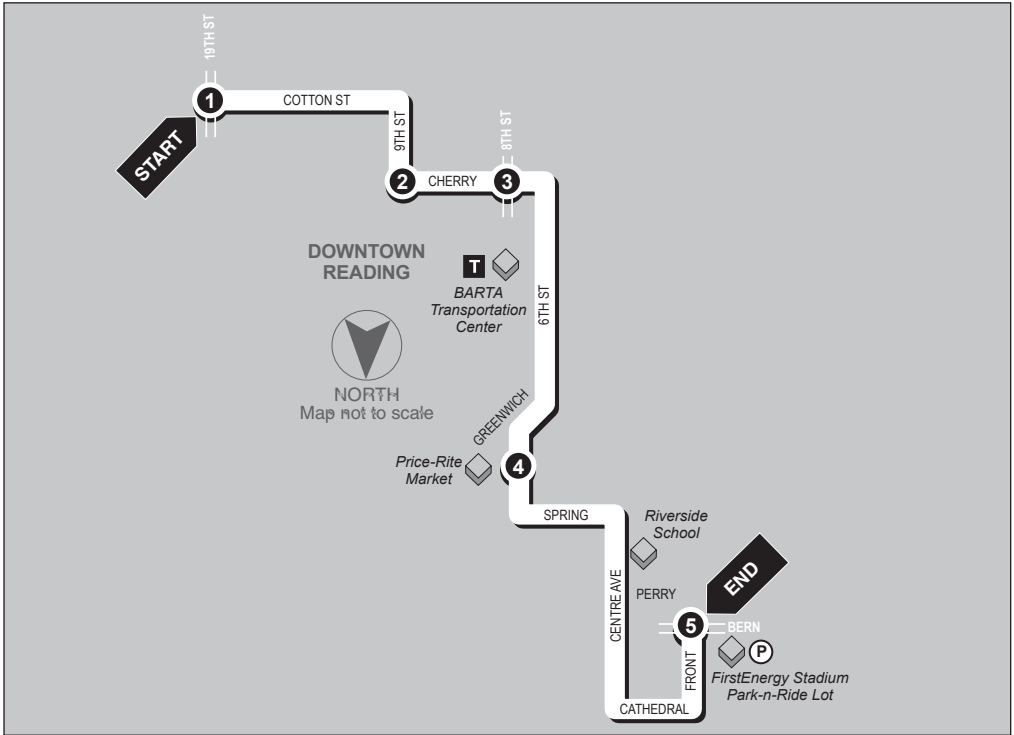 19TH ST
1
COTTON ST
START
9TH ST
8TH ST
2
CHERRY
3
DOWNTOWN
READING
T
BARTA
Transportation
Center
6TH ST
NORTH
Map not to scale
GREENWICH
Price-Rite
Market
4
SPRING
Riverside
School
CENTRE AVE
PERRY
END
5
BERN
P
FRONT
FirstEnergy Stadium
Park-n-Ride Lot
CATHEDRAL